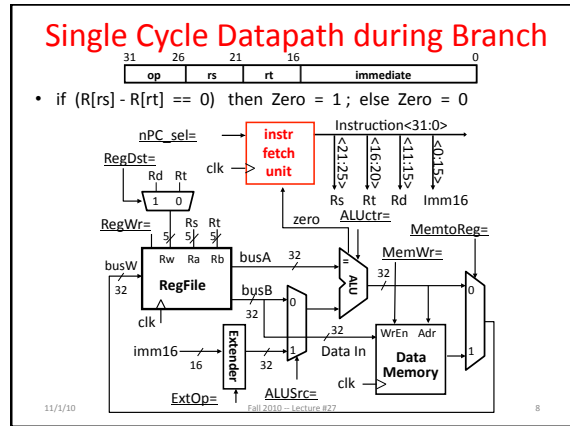 Single Cycle Datapath during Branch
31 26 21 16 0
op rs rt immediate
• if (R[rs] - R[rt] == 0) then Zero = 1 ; else Zero = 0
nPC_sel=
instr
fetch
unit
clk
Instruction<31:0>
<21:25>
<16:20>
<11:15>
<0:15>
Rs Rt Rd Imm16
RegDst=
Rd Rt
1 0
zero
ALUctr=
RegWr=
Rs Rt
5 5 5
MemtoReg=
Rw Ra Rb
RegFile
busW
32
clk
busA
32
busB
32
=
ALU
32
MemWr=
0
1
0
1
imm16
16
Extender
32
32
Data In
WrEn Adr
Data
Memory
clk
ExtOp=
ALUSrc=
11/1/10
Fall 2010 -- Lecture #27
8